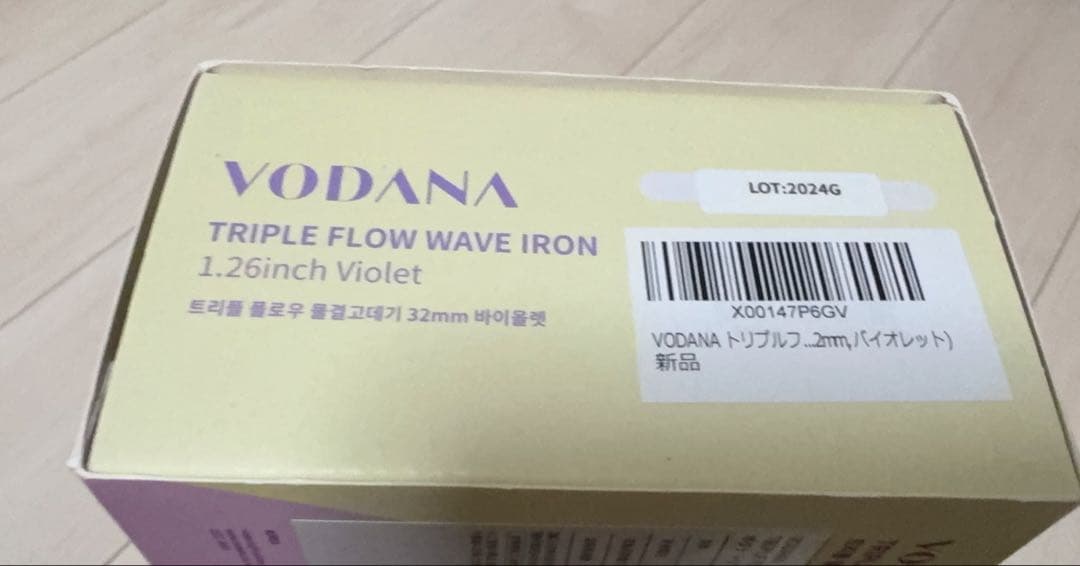 VODANA
TRIPLE FLOW WAVE IRON
1.26inch Violet
트리플 플로우 물결고데기 32mm 바이올렛
LOT:2024G
X00147P6GV
VODANA トリプルフ...2mm,バイオレット)
新品